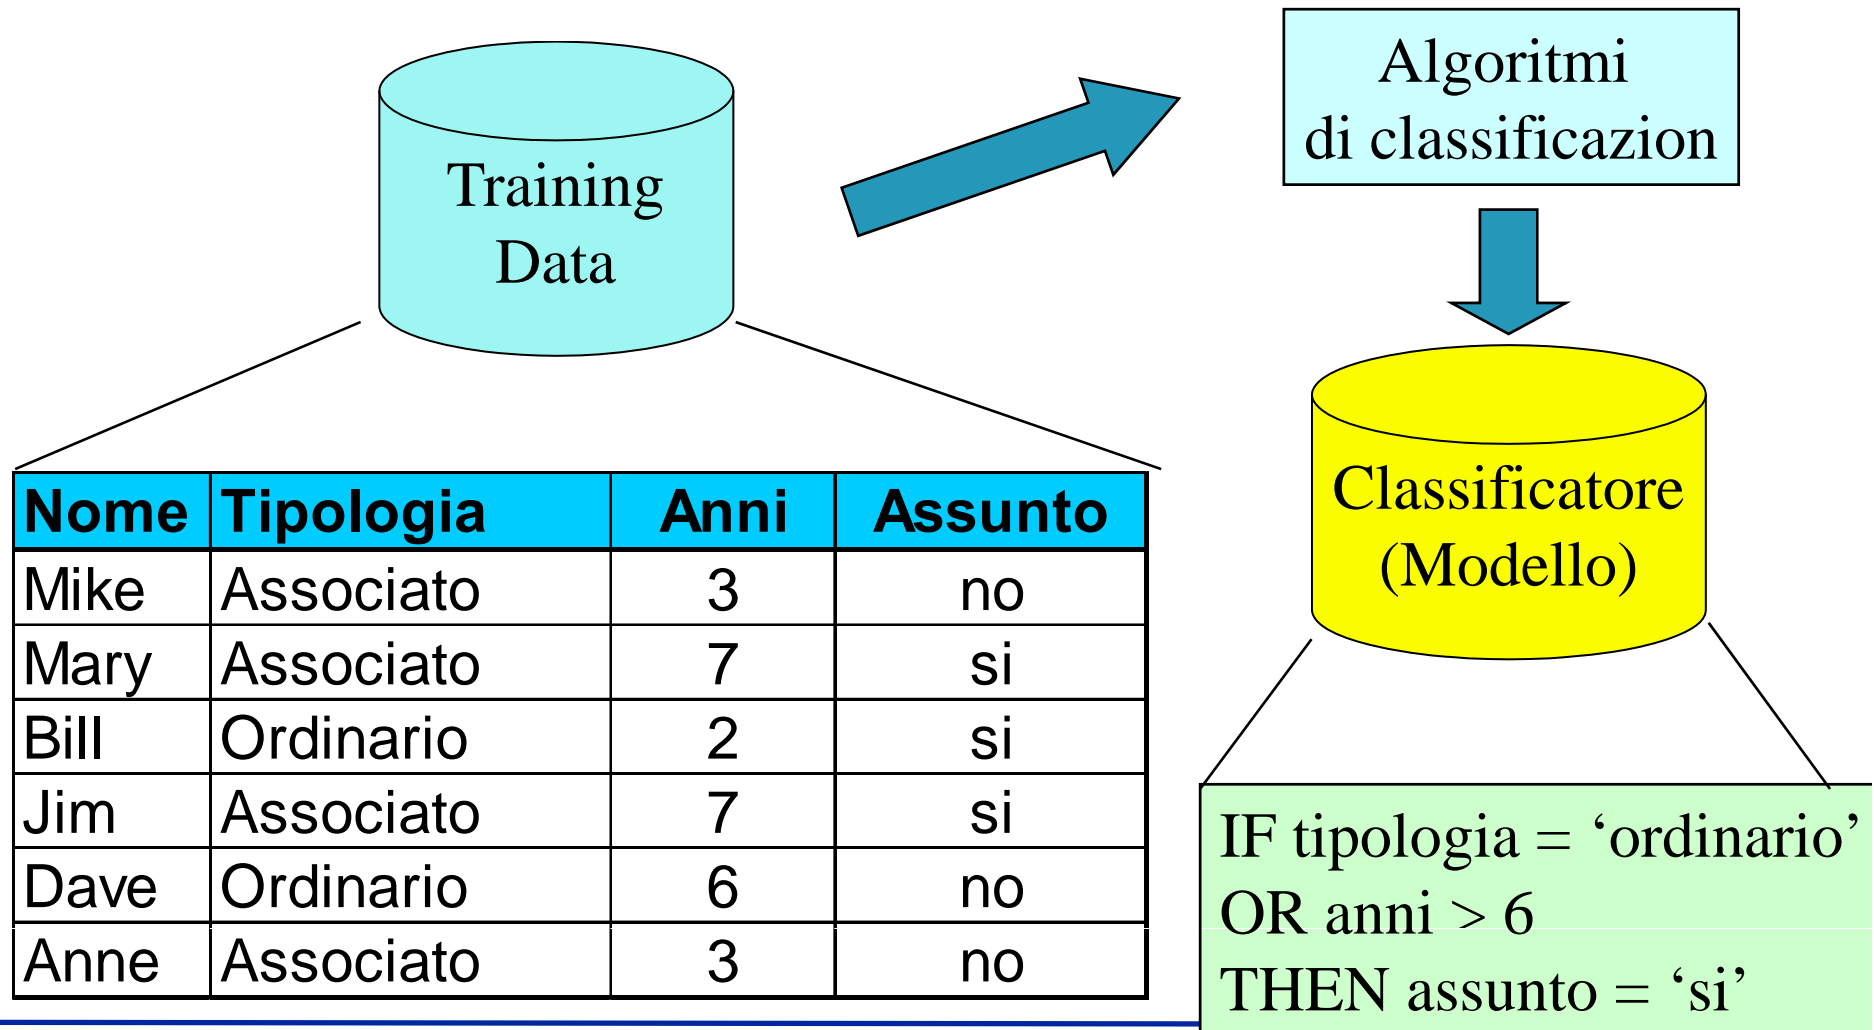 Training
Data
Algoritmi
di classificazion
Classificatore
(Modello)
Nome Tipologia Anni Assunto
Mike Associato 3 no
Mary Associato 7 si
Bill Ordinario 2 si
Jim Associato 7 si
Dave Ordinario 6 no
Anne Associato 3 no
IF tipologia = ‘ordinario’
OR anni > 6
THEN assunto = ‘si’